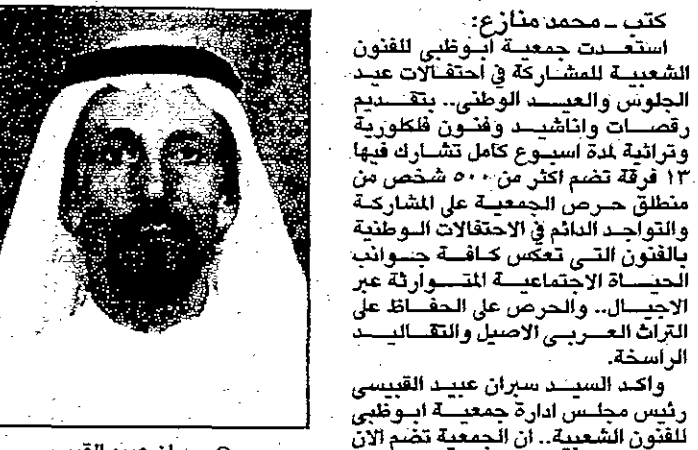 كتب ـ محمد منازع:
استعدت جمعية ابوظبي للفنون
الشعبية للمشاركة في احتفالات عيد
الجلوس والعيد الوطني.. بتقديم
رقصات واناشيد وفنون فلكلورية
وتراثية لمدة اسبوع كامل تشارك فيها
١٣ فرقة تضم اكثر من ٥٠٠ شخص من
منطلق حرص الجمعية على المشاركة
والتواجد الدائم في الاحتفالات الوطنية
بالفنون التي تعكس كافة جوانب
الحياة الاجتماعية المتوارثة عبر
الاجيال.. والحرص على الحفاظ على
التراث العربي الاصيل والتقاليد
الراسخة.
واكد السيد سبران عبيد القبيسي
رئيس مجلس ادارة جمعية ابوظبي
للفنون الشعبية.. ان الجمعية تضم الان